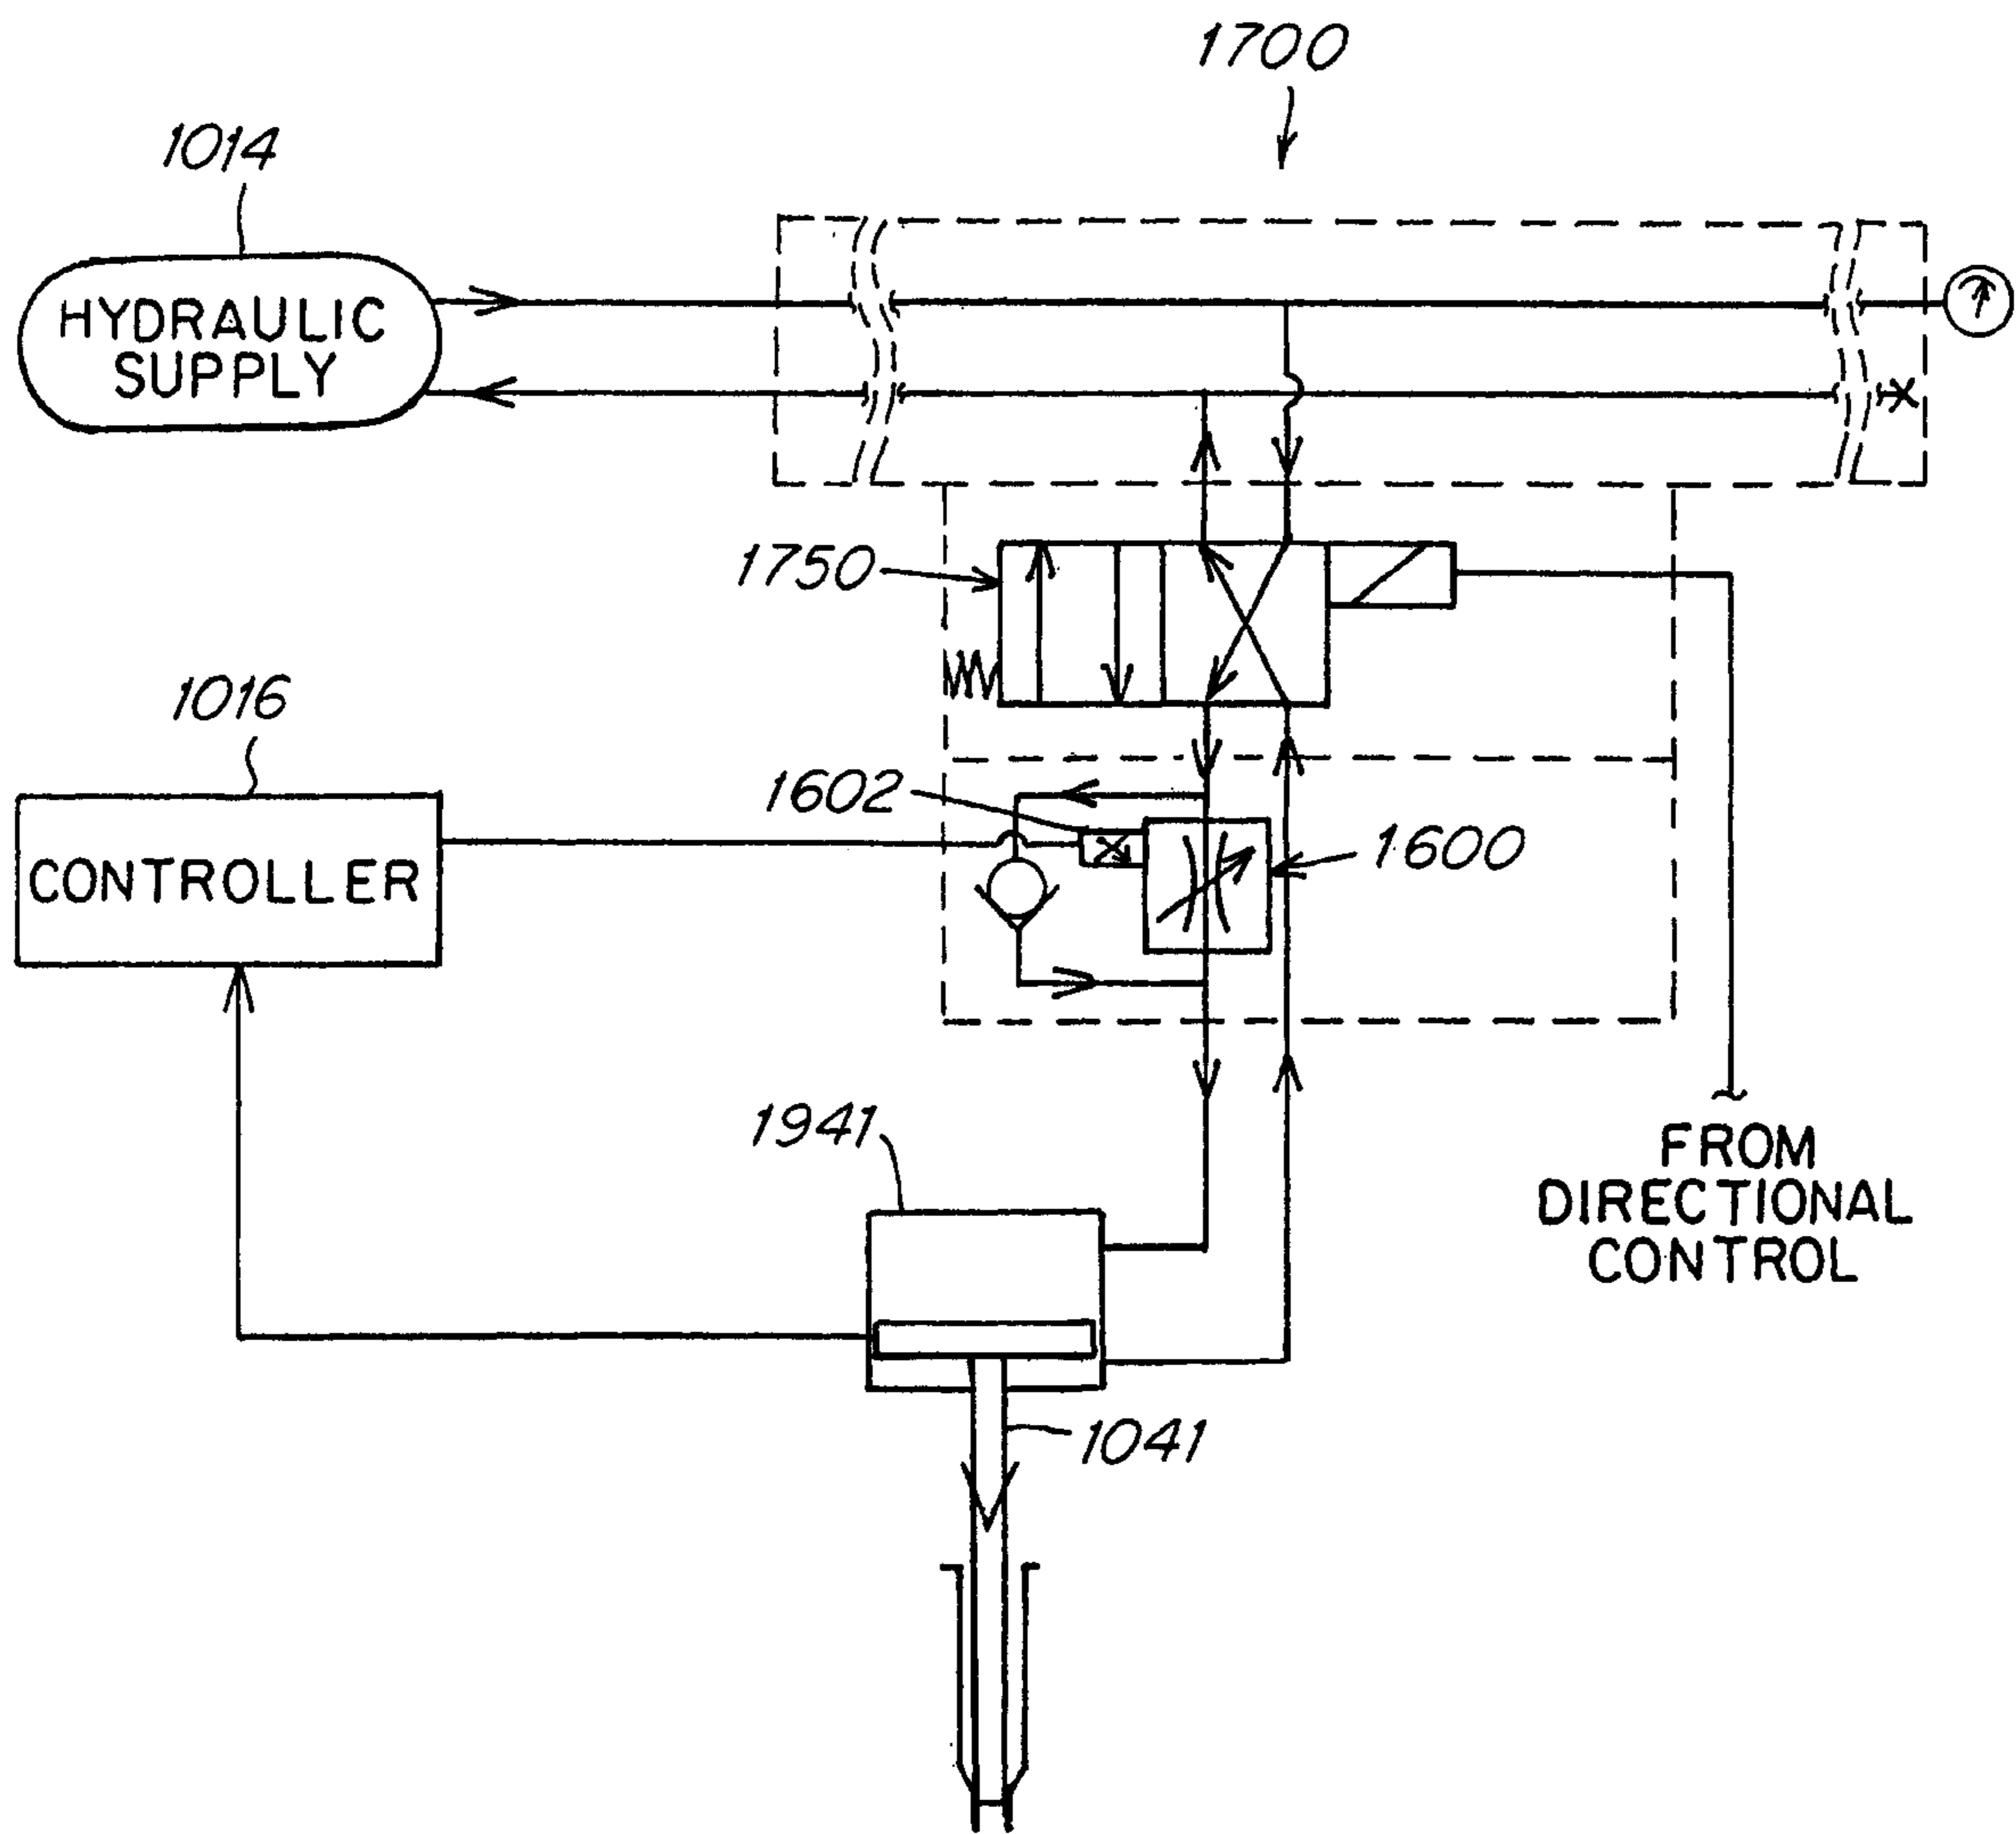 1700
1014
HYDRAULIC
SUPPLY
1750
1016
1602
CONTROLLER
1600
1941
FROM
DIRECTIONAL
CONTROL
1041